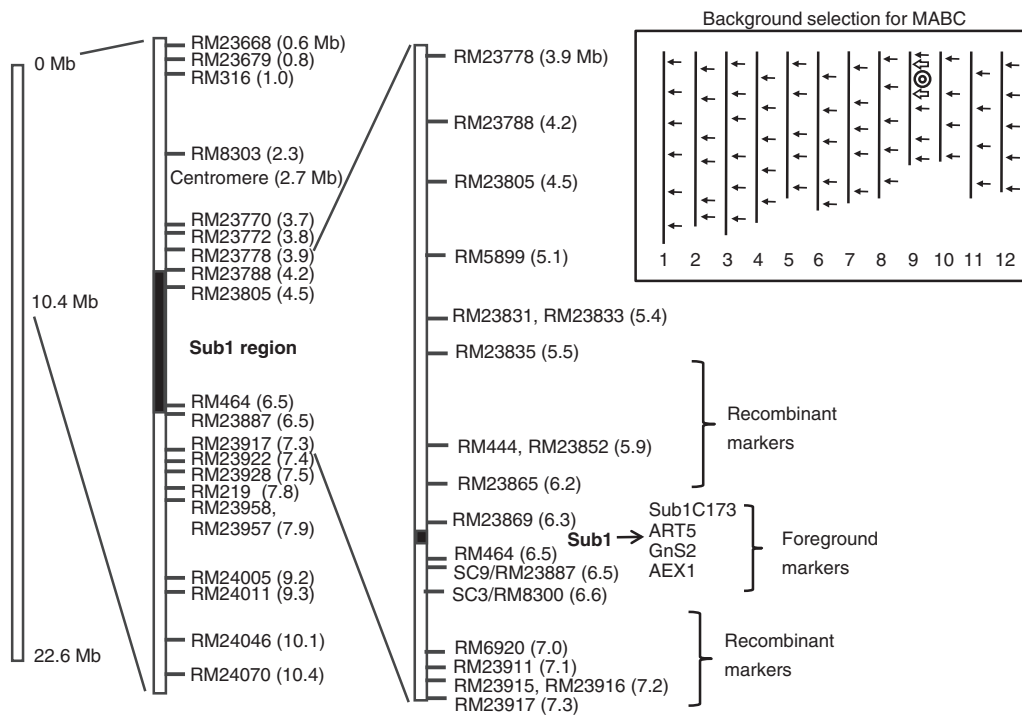 Background selection for MABC
1 2 3 4 5 6 7 8 9 10 11 12
0 Mb
10.4 Mb
22.6 Mb
RM23668 (0.6 Mb)
RM23679 (0.8)
RM316 (1.0)
RM8303 (2.3)
Centromere (2.7 Mb)
RM23770 (3.7)
RM23772 (3.8)
RM23778 (3.9)
RM23788 (4.2)
RM23805 (4.5)
Sub1 region
RM464 (6.5)
RM23887 (6.5)
RM23917 (7.3)
RM23922 (7.4)
RM23928 (7.5)
RM219 (7.8)
RM23958,
RM23957 (7.9)
RM24005 (9.2)
RM24011 (9.3)
RM24046 (10.1)
RM24070 (10.4)
RM23778 (3.9 Mb)
RM23788 (4.2)
RM23805 (4.5)
RM5899 (5.1)
RM23831, RM23833 (5.4)
RM23835 (5.5)
RM444, RM23852 (5.9)
RM23865 (6.2)
RM23869 (6.3)
Sub1
RM464 (6.5)
SC9/RM23887 (6.5)
SC3/RM8300 (6.6)
RM6920 (7.0)
RM23911 (7.1)
RM23915, RM23916 (7.2)
RM23917 (7.3)
Recombinant
markers
Sub1C173
ART5
GnS2
AEX1
Foreground
markers
Recombinant
markers